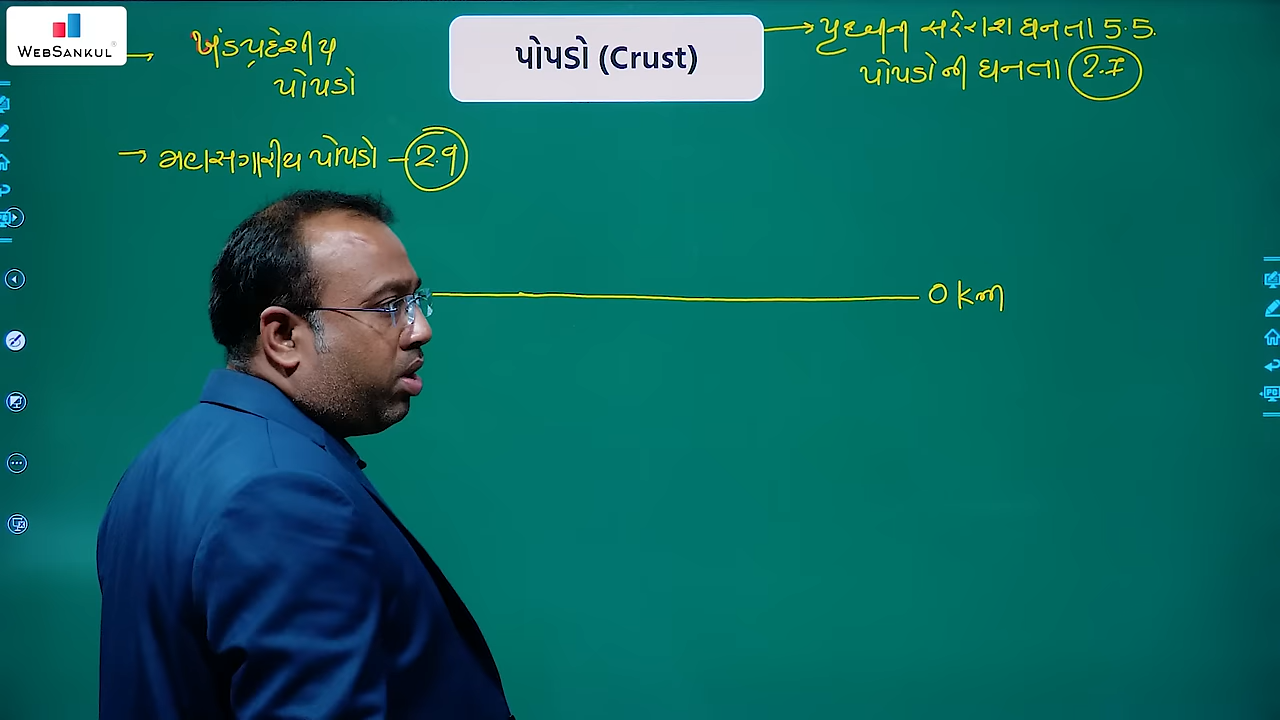 WEBSANKUL
પોપડો (Crust)
→ ખંડપ્રદેશીય
પોપડો
→ મહાસગારીય પોપડો – 2.9
→ પૃથ્વીની સરેરાશ ઘનતા 5.5.
પોપડોની ઘનતા 2.7
0 km